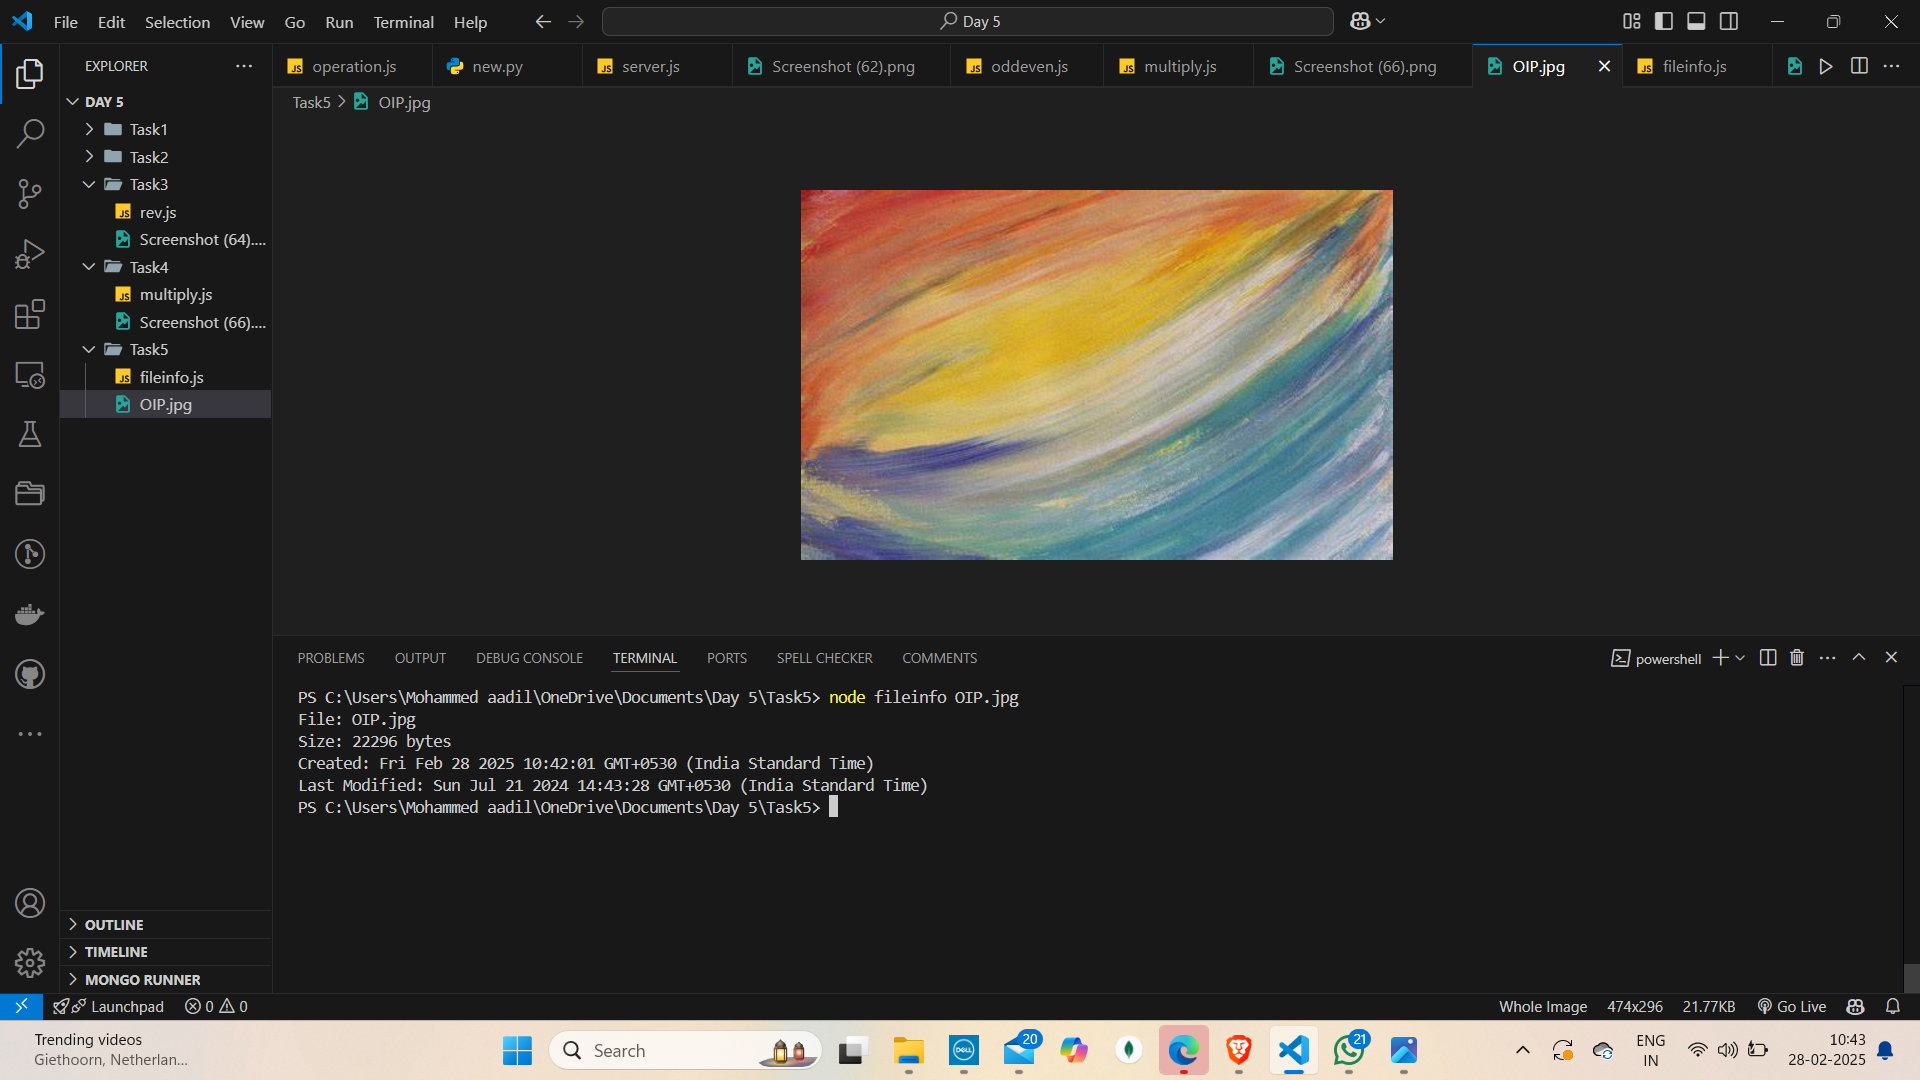 File Edit Selection View Go Run Terminal Help
Day 5
EXPLORER
operation.js
new.py
server.js
Screenshot (62).png
oddeven.js
multiply.js
Screenshot (66).png
OIP.jpg
fileinfo.js
Task5 > OIP.jpg
DAY 5
Task1
Task2
Task3
rev.js
Screenshot (64)....
Task4
multiply.js
Screenshot (66)....
Task5
fileinfo.js
OIP.jpg
OUTLINE
TIMELINE
MONGO RUNNER
PROBLEMS OUTPUT DEBUG CONSOLE TERMINAL PORTS SPELL CHECKER COMMENTS
powershell
PS C:\Users\Mohammed aadil\OneDrive\Documents\Day 5\Task5> node fileinfo OIP.jpg
File: OIP.jpg
Size: 22296 bytes
Created: Fri Feb 28 2025 10:42:01 GMT+0530 (India Standard Time)
Last Modified: Sun Jul 21 2024 14:43:28 GMT+0530 (India Standard Time)
PS C:\Users\Mohammed aadil\OneDrive\Documents\Day 5\Task5>
Launchpad 0 0
Whole Image 474x296 21.77KB Go Live
Trending videos
Giethoorn, Netherlan...
Search
DELL
20
21
ENG
IN
10:43
28-02-2025